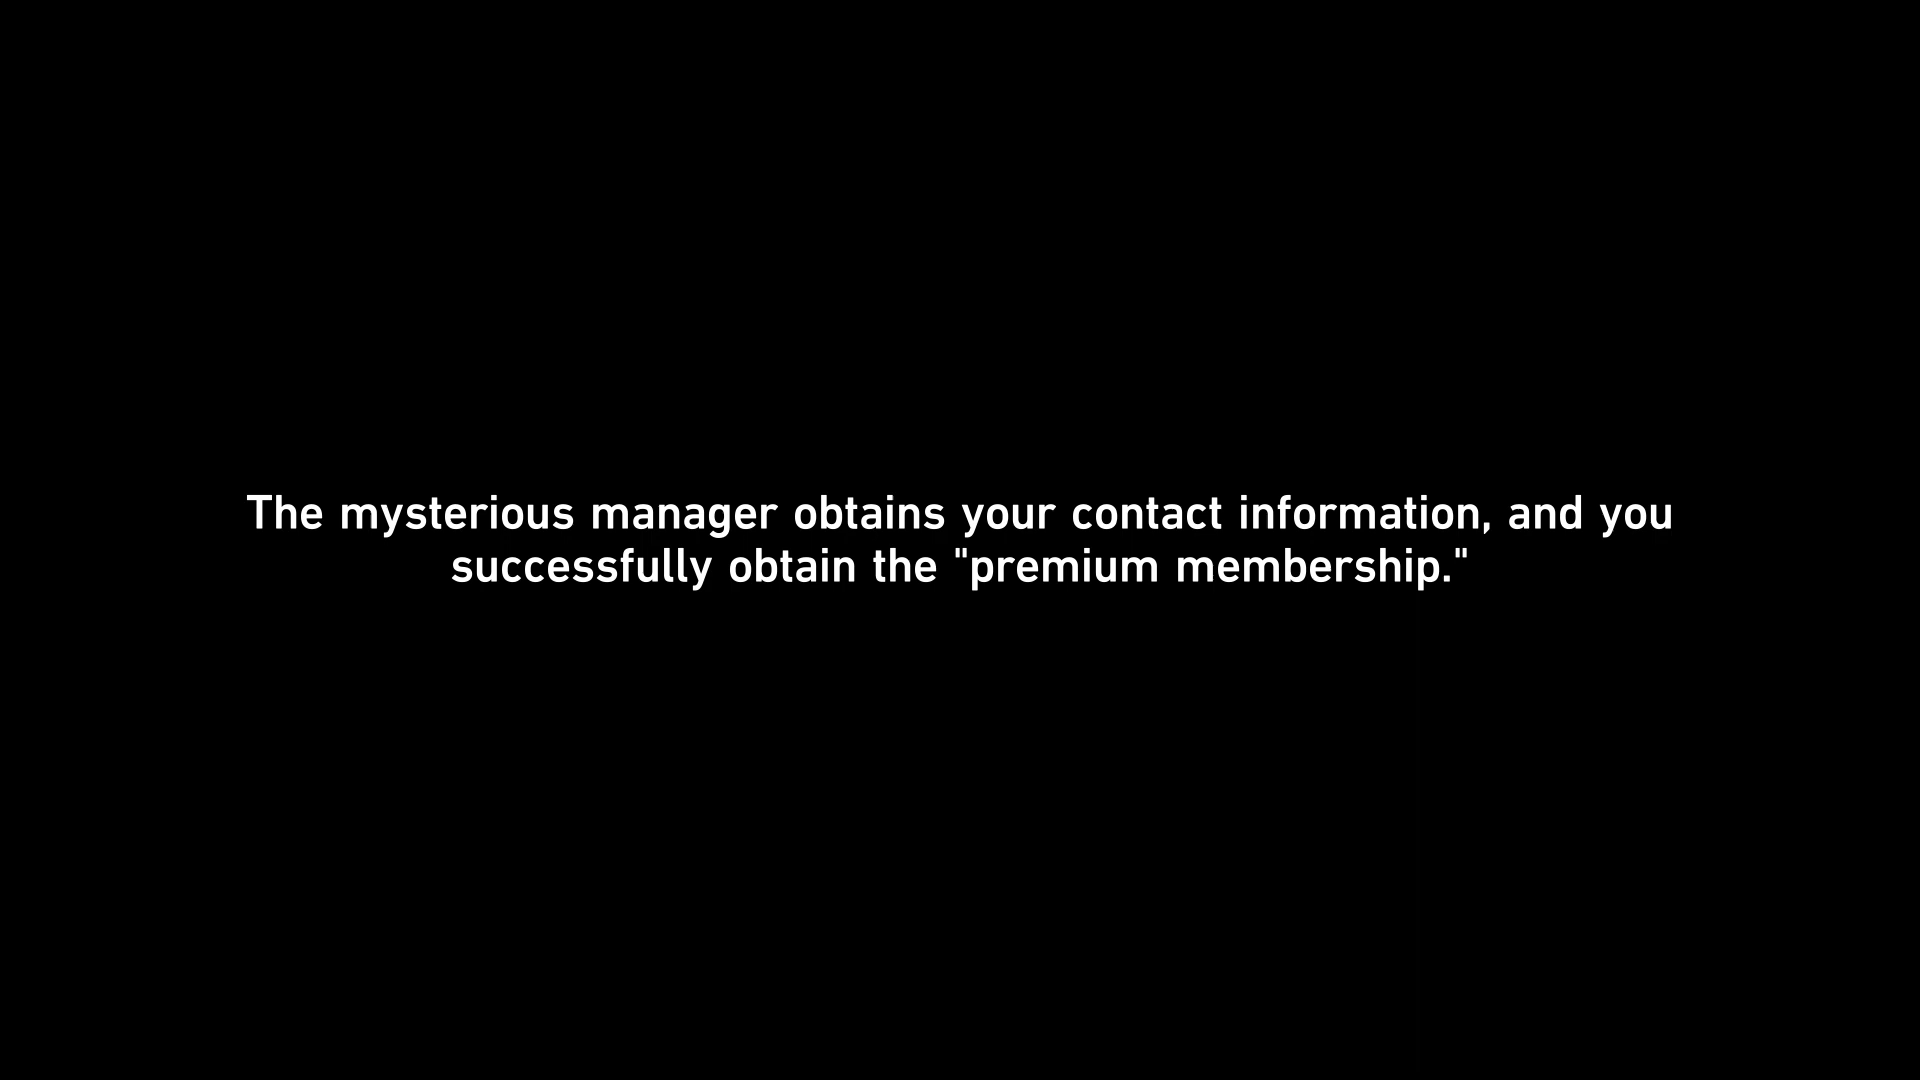 The mysterious manager obtains your contact information, and you
successfully obtain the "premium membership."